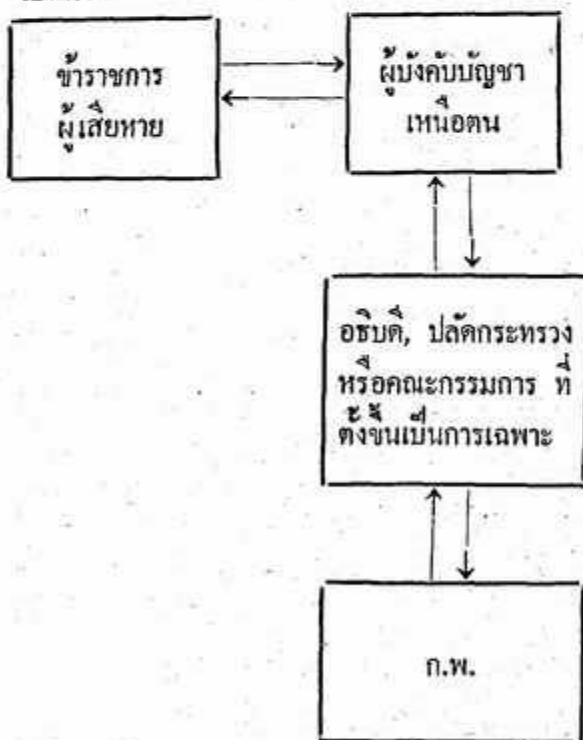 ข้าราชการ
ผู้เสียหาย
ผู้บังคับบัญชา
เหนือตน
อธิบดี, ปลัดกระทรวง
หรือคณะกรรมการ ที่
ตั้งขึ้นเป็นการเฉพาะ
ก.พ.